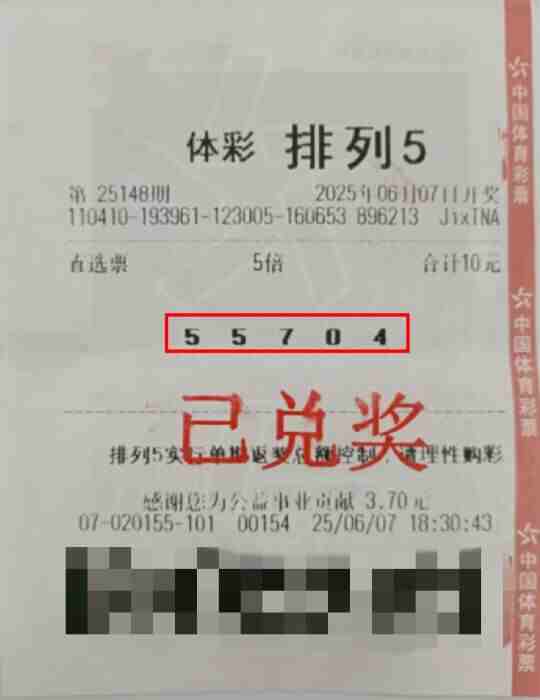 体彩 排列5
第 25148期 2025年06月07日开奖
110410-193961-123005-160653 B96213 JixTNA
直选票 5倍 合计10元
5 5 7 0 4
已兑奖
排列5实行单期返奖总额控制,请理性购彩
感谢您为公益事业贡献 3.70元
07-020155-101 00154 25/06/07 18:30:43
中国体育彩票
中国体育彩票
中国体育彩票